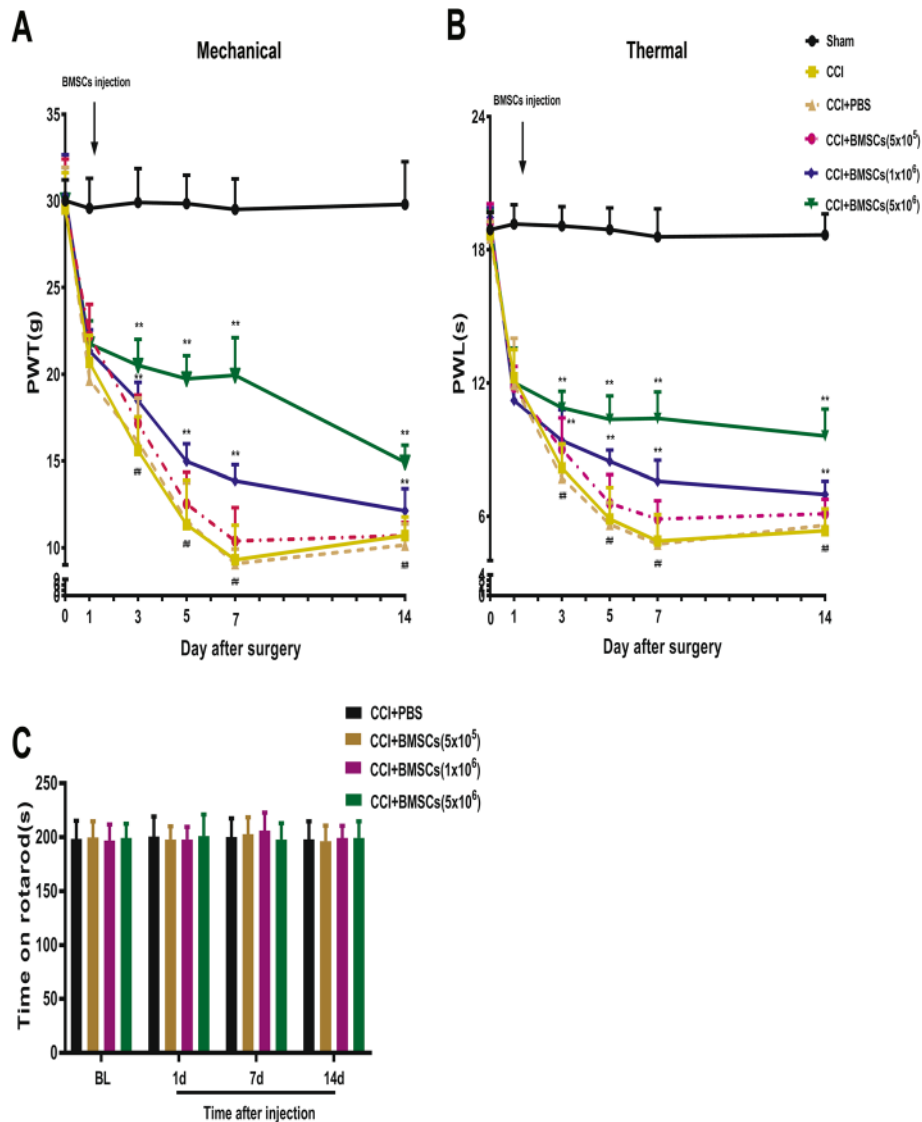 A
Mechanical
BMSCs injection
35
30
25
20
15
10
PWT(g)
**
**
**
**
**
**
**
**
#
#
#
#
0 1 3 5 7 14
Day after surgery
B
Thermal
BMSCs injection
24
18
12
6
4
0
PWL(s)
**
**
**
**
**
**
**
**
#
#
#
#
0 1 3 5 7 14
Day after surgery
Sham
CCI
CCI+PBS
CCI+BMSCs(5x10⁵)
CCI+BMSCs(1x10⁶)
CCI+BMSCs(5x10⁶)
C
CCI+PBS
CCI+BMSCs(5x10⁵)
CCI+BMSCs(1x10⁶)
CCI+BMSCs(5x10⁶)
250
200
150
100
50
0
Time on rotarod(s)
BL 1d 7d 14d
Time after injection